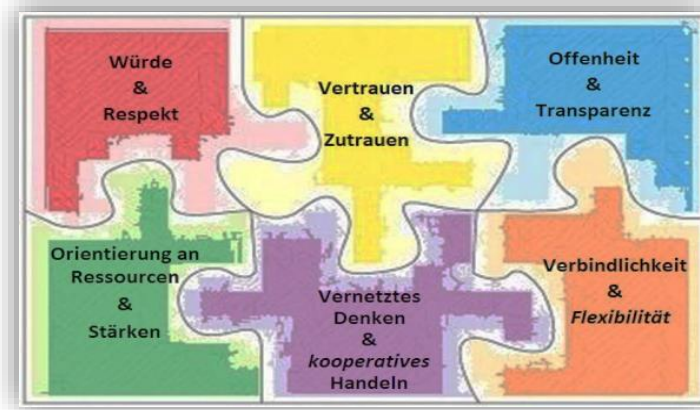 Würde
&
Respekt
Vertrauen
&
Zutrauen
Offenheit
&
Transparenz
Orientierung an
Ressourcen
&
Stärken
Vernetztes
Denken
&
kooperatives
Handeln
Verbindlichkeit
&
Flexibilität